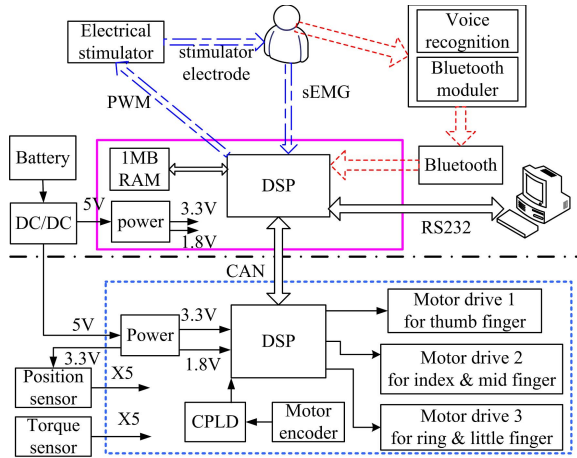 Electrical
stimulator
stimulator
electrode
PWM
sEMG
Voice
recognition
Bluetooth
moduler
Bluetooth
Battery
1MB
RAM
DSP
5V
DC/DC
power
3.3V
1.8V
RS232
CAN
5V
Power
3.3V
1.8V
3.3V
DSP
Motor drive 1
for thumb finger
Motor drive 2
for index & mid finger
Motor drive 3
for ring & little finger
Position
sensor
X5
Torque
sensor
X5
CPLD
Motor
encoder